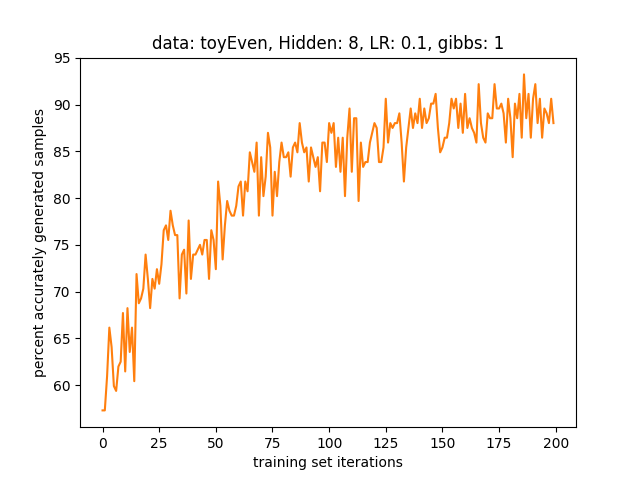 data: toyEven, Hidden: 8, LR: 0.1, gibbs: 1
percent accurately generated samples
95
90
85
80
75
70
65
60
0 25 50 75 100 125 150 175 200
training set iterations